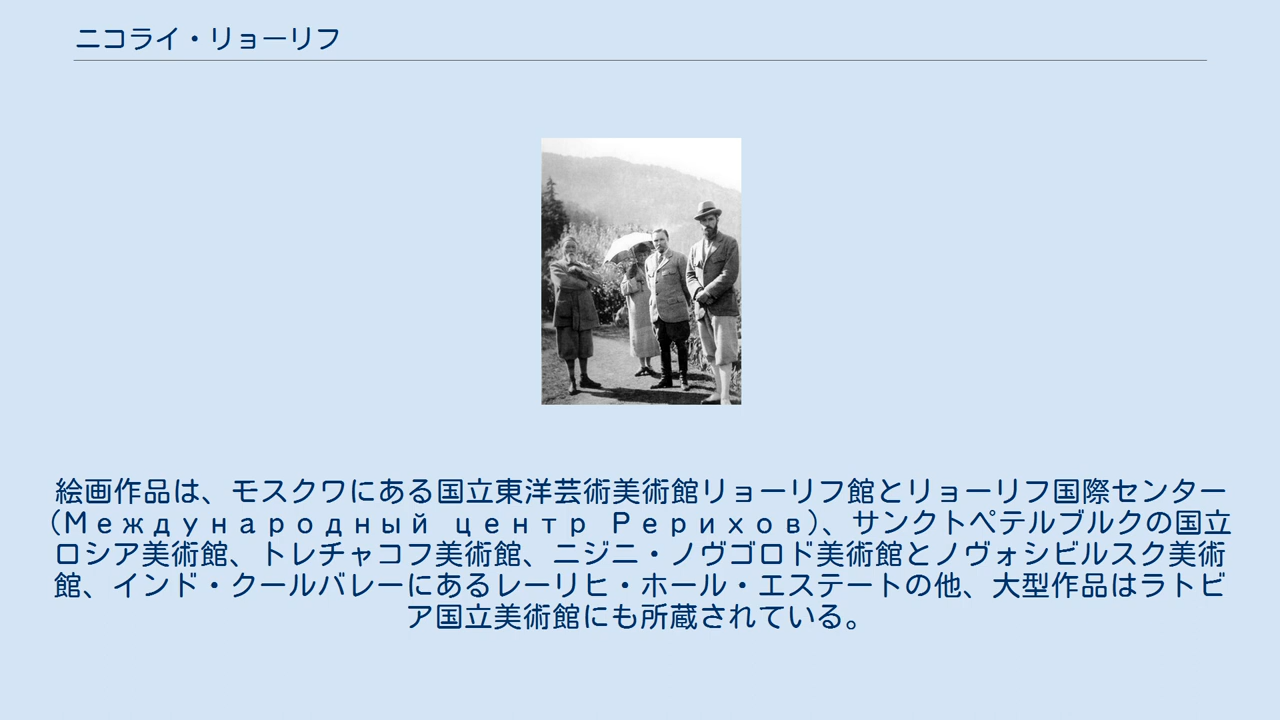 ニコライ・リョーリフ
絵画作品は、モスクワにある国立東洋芸術美術館リョーリフ館とリョーリフ国際センター
(Международный центр Рерихов)、サンクトペテルブルクの国立
ロシア美術館、トレチャコフ美術館、ニジニ・ノヴゴロド美術館とノヴォシビルスク美術
館、インド・クールバレーにあるレーリヒ・ホール・エステートの他、大型作品はラトビ
ア国立美術館にも所蔵されている。